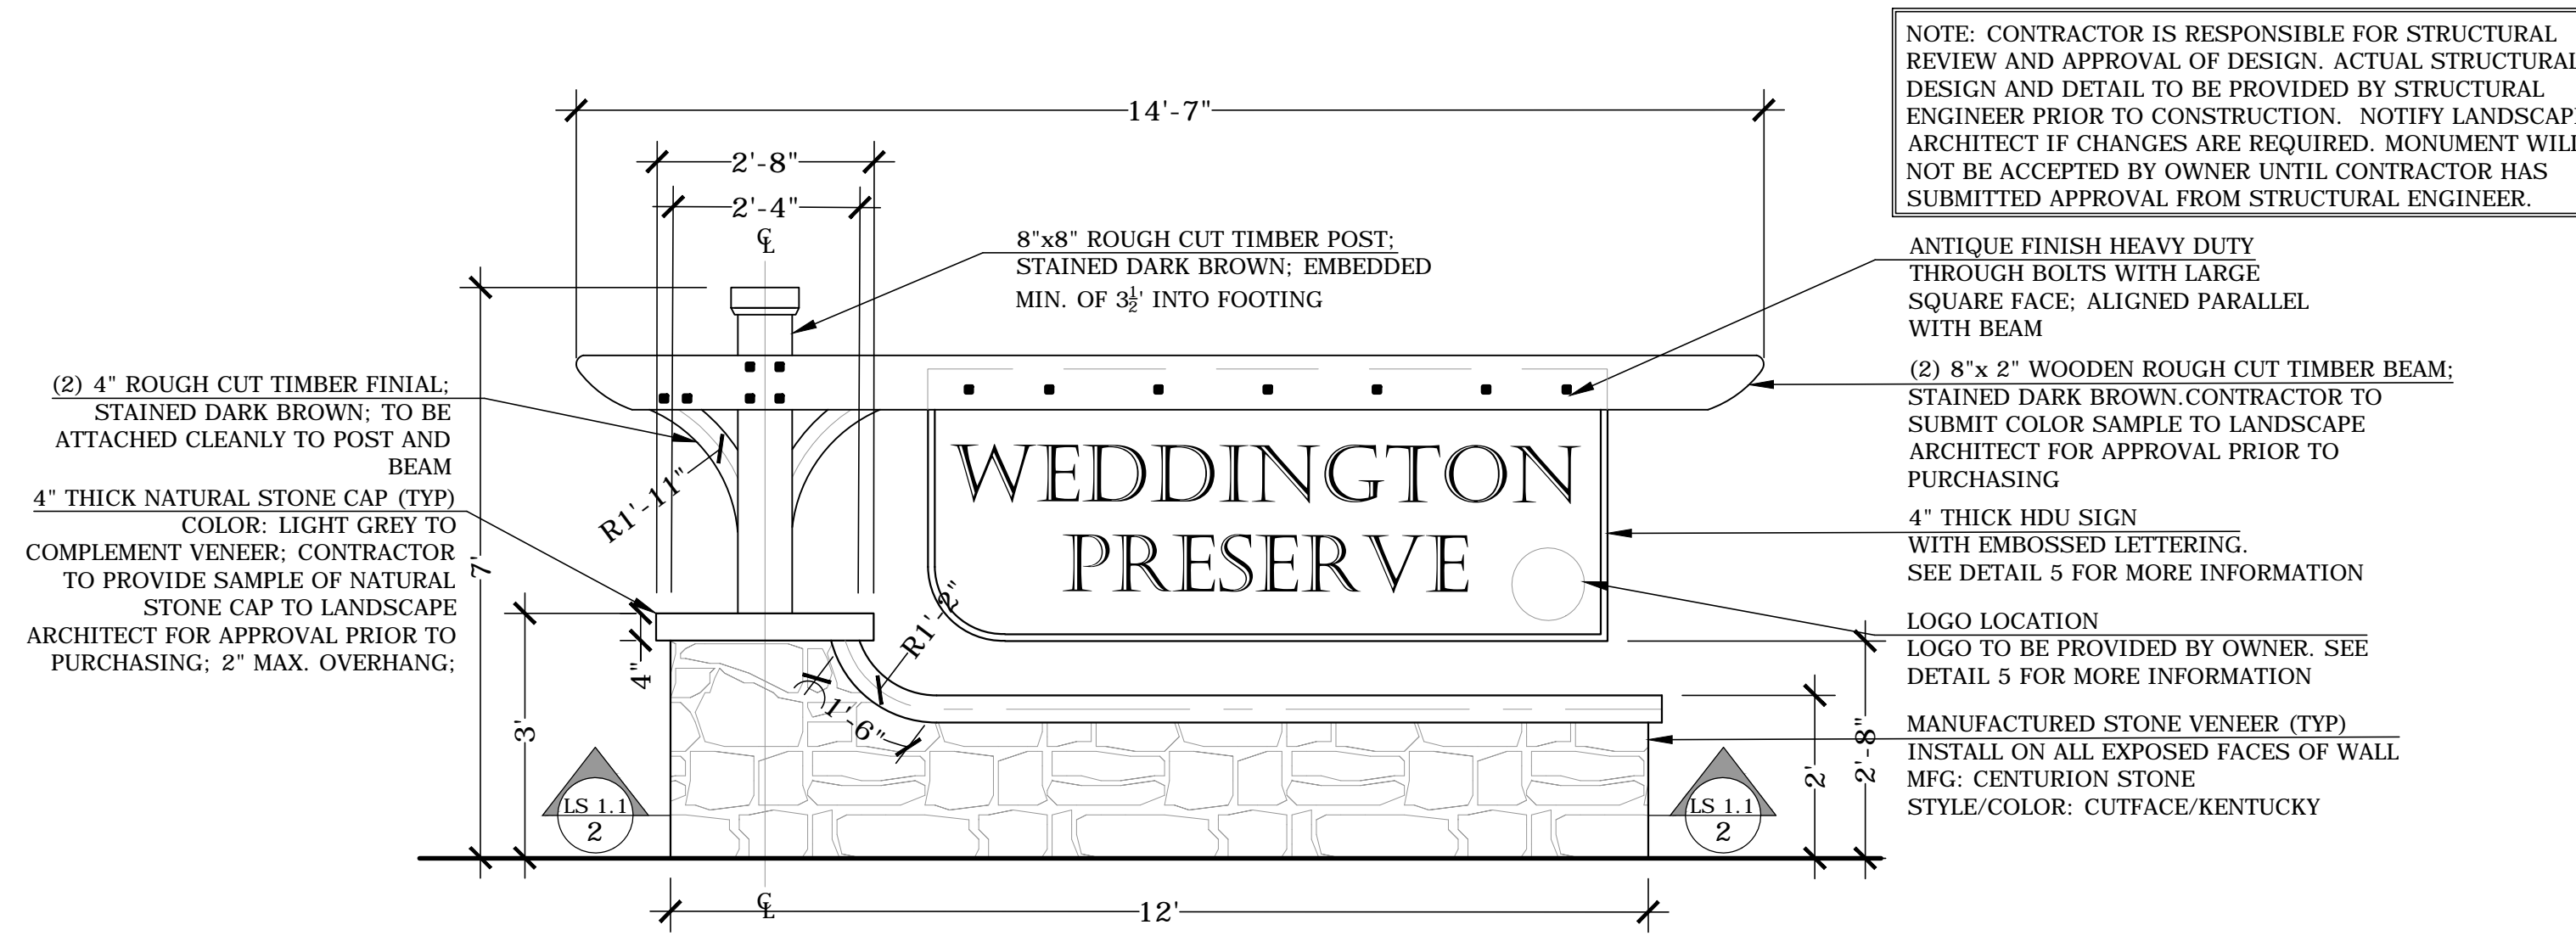 NOTE: CONTRACTOR IS RESPONSIBLE FOR STRUCTURAL
REVIEW AND APPROVAL OF DESIGN. ACTUAL STRUCTURAL
DESIGN AND DETAIL TO BE PROVIDED BY STRUCTURAL
ENGINEER PRIOR TO CONSTRUCTION. NOTIFY LANDSCAPE
ARCHITECT IF CHANGES ARE REQUIRED. MONUMENT WILL
NOT BE ACCEPTED BY OWNER UNTIL CONTRACTOR HAS
SUBMITTED APPROVAL FROM STRUCTURAL ENGINEER.
14'-7"
2'-8"
2'-4"
℄
8"x8" ROUGH CUT TIMBER POST;
STAINED DARK BROWN; EMBEDDED
MIN. OF 3½' INTO FOOTING
ANTIQUE FINISH HEAVY DUTY
THROUGH BOLTS WITH LARGE
SQUARE FACE; ALIGNED PARALLEL
WITH BEAM
(2) 8"x 2" WOODEN ROUGH CUT TIMBER BEAM;
STAINED DARK BROWN.CONTRACTOR TO
SUBMIT COLOR SAMPLE TO LANDSCAPE
ARCHITECT FOR APPROVAL PRIOR TO
PURCHASING
(2) 4" ROUGH CUT TIMBER FINIAL;
STAINED DARK BROWN; TO BE
ATTACHED CLEANLY TO POST AND
BEAM
4" THICK NATURAL STONE CAP (TYP)
COLOR: LIGHT GREY TO
COMPLEMENT VENEER; CONTRACTOR
TO PROVIDE SAMPLE OF NATURAL
STONE CAP TO LANDSCAPE
ARCHITECT FOR APPROVAL PRIOR TO
PURCHASING; 2" MAX. OVERHANG;
7'
R1'-11"
WEDDINGTON
PRESERVE
4" THICK HDU SIGN
WITH EMBOSSED LETTERING.
SEE DETAIL 5 FOR MORE INFORMATION
LOGO LOCATION
LOGO TO BE PROVIDED BY OWNER. SEE
DETAIL 5 FOR MORE INFORMATION
MANUFACTURED STONE VENEER (TYP)
INSTALL ON ALL EXPOSED FACES OF WALL
MFG: CENTURION STONE
STYLE/COLOR: CUTFACE/KENTUCKY
R1'-2"
4"
1'-6"
3'
2'
2'-8"
LS 1.1
2
LS 1.1
2
℄
12'